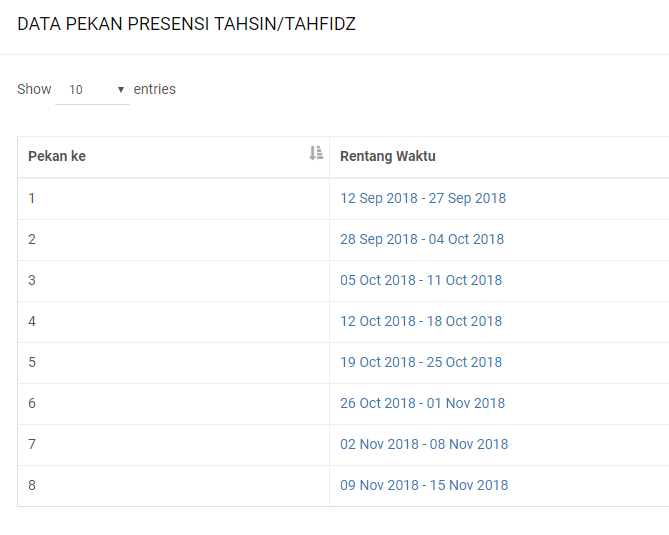 DATA PEKAN PRESENSI TAHSIN/TAHFIDZ
Show 10 entries
Pekan ke Rentang Waktu
1 12 Sep 2018 - 27 Sep 2018
2 28 Sep 2018 - 04 Oct 2018
3 05 Oct 2018 - 11 Oct 2018
4 12 Oct 2018 - 18 Oct 2018
5 19 Oct 2018 - 25 Oct 2018
6 26 Oct 2018 - 01 Nov 2018
7 02 Nov 2018 - 08 Nov 2018
8 09 Nov 2018 - 15 Nov 2018